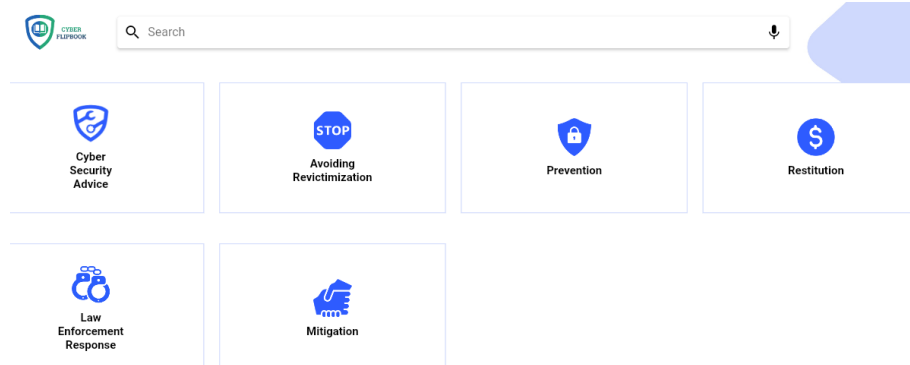 CYBER
FLIPBOOK
Search
Cyber
Security
Advice
STOP
Avoiding
Revictimization
Prevention
$
Restitution
Law
Enforcement
Response
Mitigation